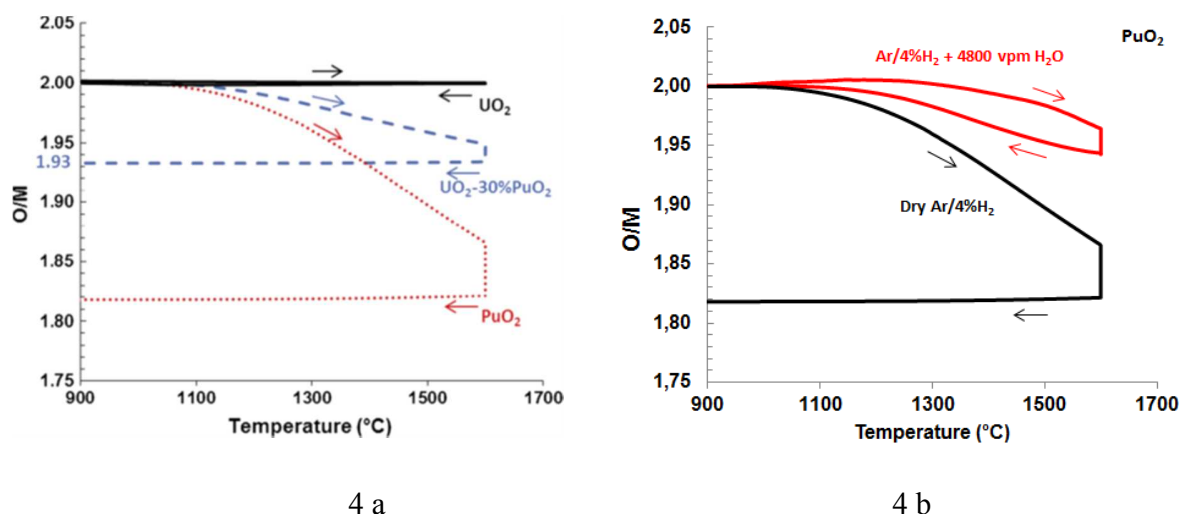 2.05
2.00
1.95
1.93
1.90
1.85
1.80
1.75
O/M
UO₂
UO₂-30%PuO₂
PuO₂
900 1100 1300 1500 1700
Temperature (°C)
4 a
PuO₂
2,05
2,00
1,95
1,90
1,85
1,80
1,75
O/M
Ar/4%H₂ + 4800 vpm H₂O
Dry Ar/4%H₂
900 1100 1300 1500 1700
Temperature (°C)
4 b